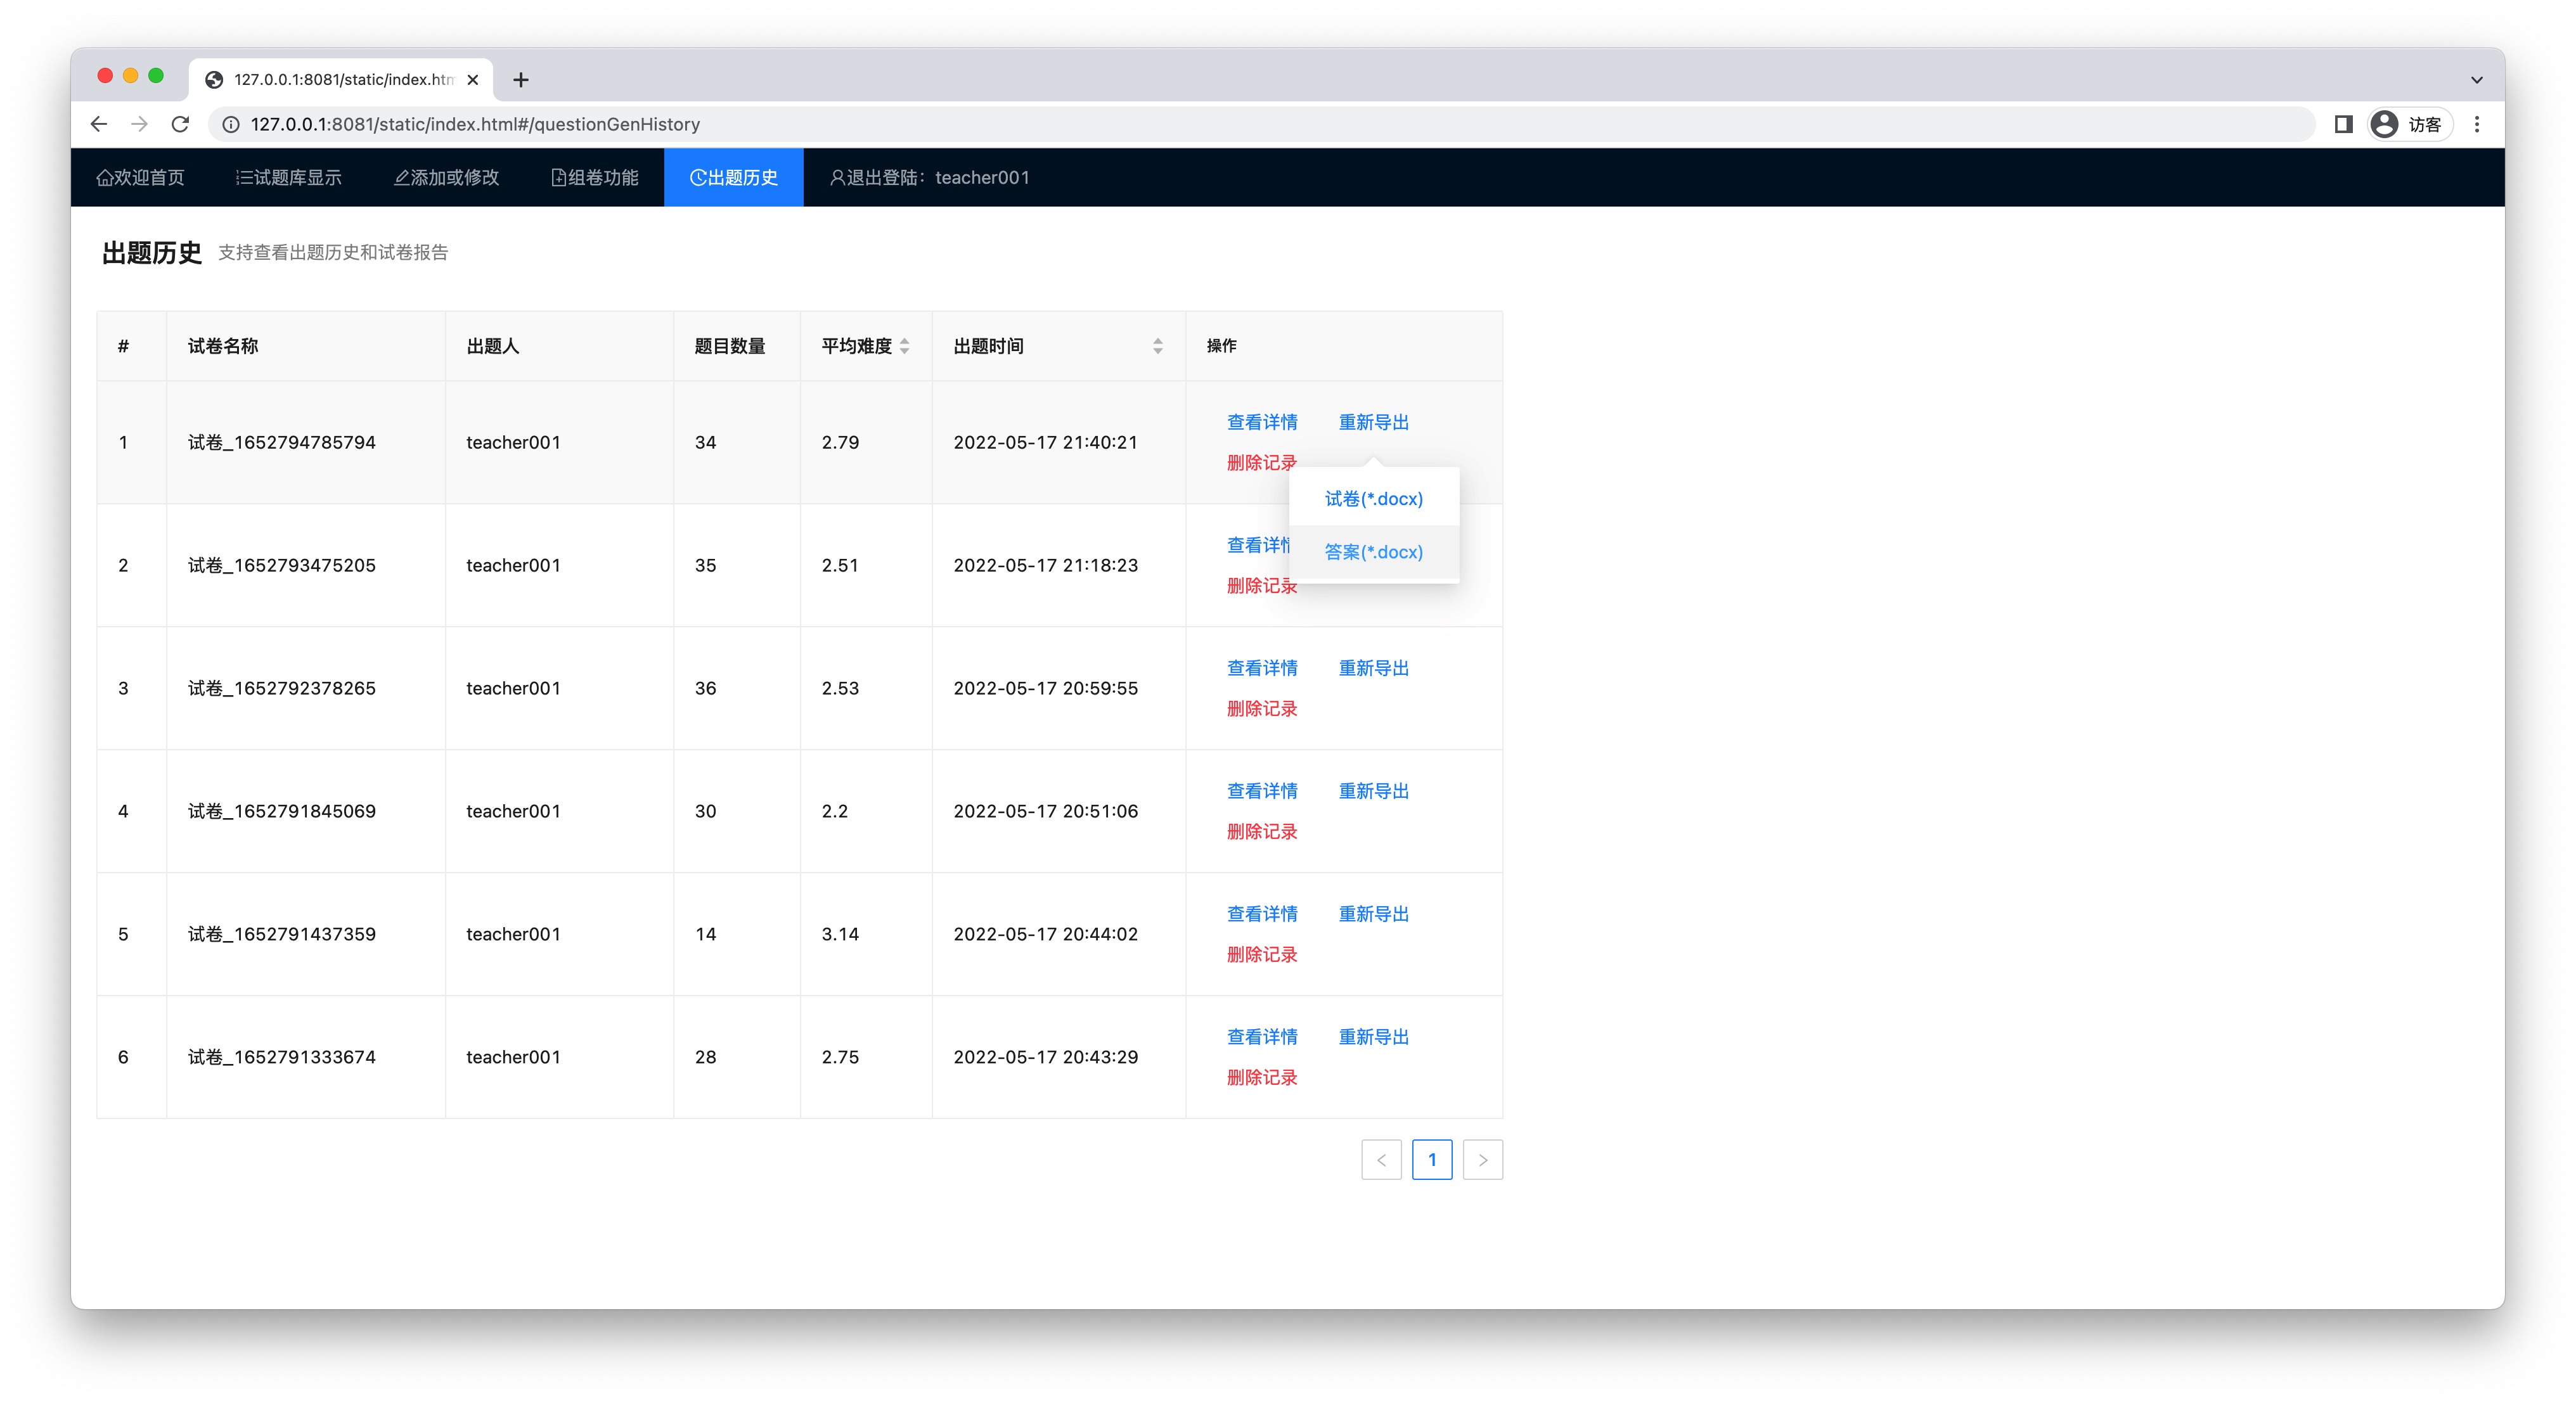 127.0.0.1:8081/static/index.htm
127.0.0.1:8081/static/index.html#/questionGenHistory
访客
欢迎首页 试题库显示 添加或修改 组卷功能 出题历史 退出登陆：teacher001
出题历史 支持查看出题历史和试卷报告
# 试卷名称 出题人 题目数量 平均难度 出题时间 操作
查看详情 重新导出
1 试卷_1652794785794 teacher001 34 2.79 2022-05-17 21:40:21
删除记录
试卷(*.docx)
查看详情
答案(*.docx)
2 试卷_1652793475205 teacher001 35 2.51 2022-05-17 21:18:23
删除记录
查看详情 重新导出
3 试卷_1652792378265 teacher001 36 2.53 2022-05-17 20:59:55
删除记录
查看详情 重新导出
4 试卷_1652791845069 teacher001 30 2.2 2022-05-17 20:51:06
删除记录
查看详情 重新导出
5 试卷_1652791437359 teacher001 14 3.14 2022-05-17 20:44:02
删除记录
查看详情 重新导出
6 试卷_1652791333674 teacher001 28 2.75 2022-05-17 20:43:29
删除记录
< 1 >